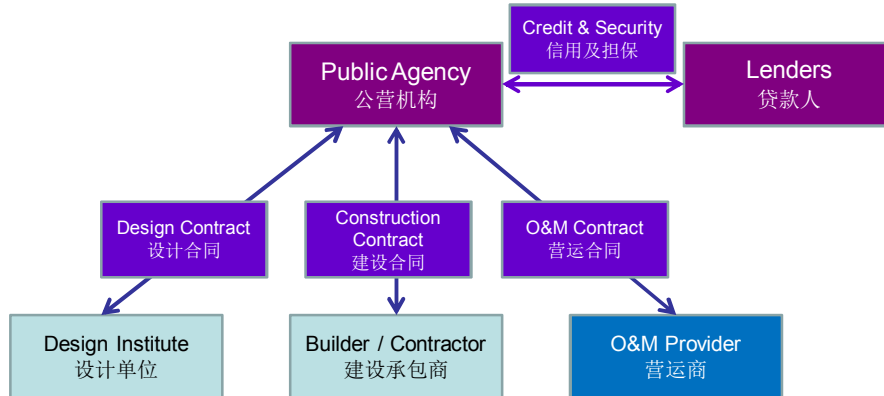 Credit & Security
信用及担保
Public Agency
公营机构
Lenders
贷款人
Design Contract
设计合同
Construction
Contract
建设合同
O&M Contract
营运合同
Design Institute
设计单位
Builder / Contractor
建设承包商
O&M Provider
营运商